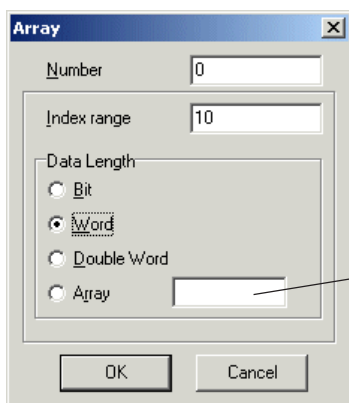 Array
Number 0
Index range 10
Data Length
Bit
Word
Double Word
Array
OK Cancel